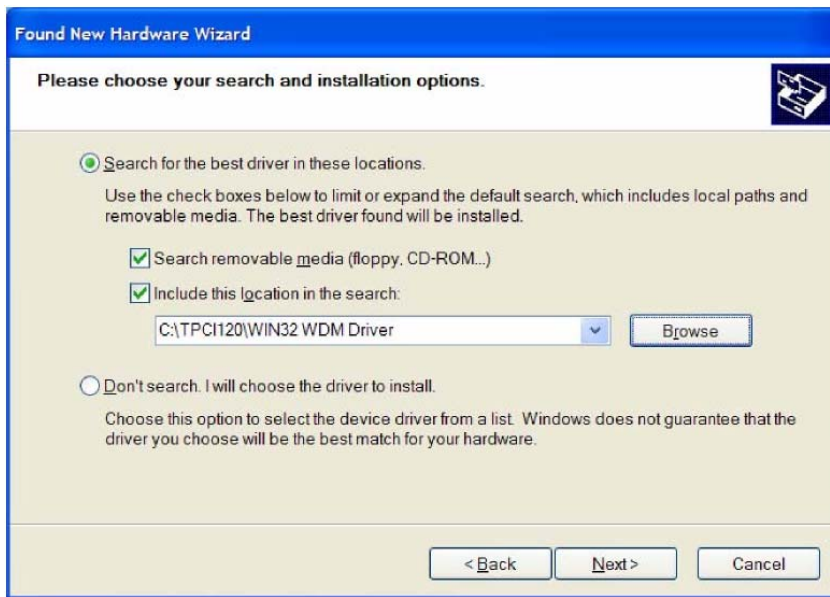 Found New Hardware Wizard
Please choose your search and installation options.
Search for the best driver in these locations.
Use the check boxes below to limit or expand the default search, which includes local paths and
removable media. The best driver found will be installed.
Search removable media (floppy, CD-ROM...)
Include this location in the search:
C:\TPCI120\WIN32 WDM Driver
Browse
Don't search. I will choose the driver to install.
Choose this option to select the device driver from a list. Windows does not guarantee that the
driver you choose will be the best match for your hardware.
< Back
Next >
Cancel